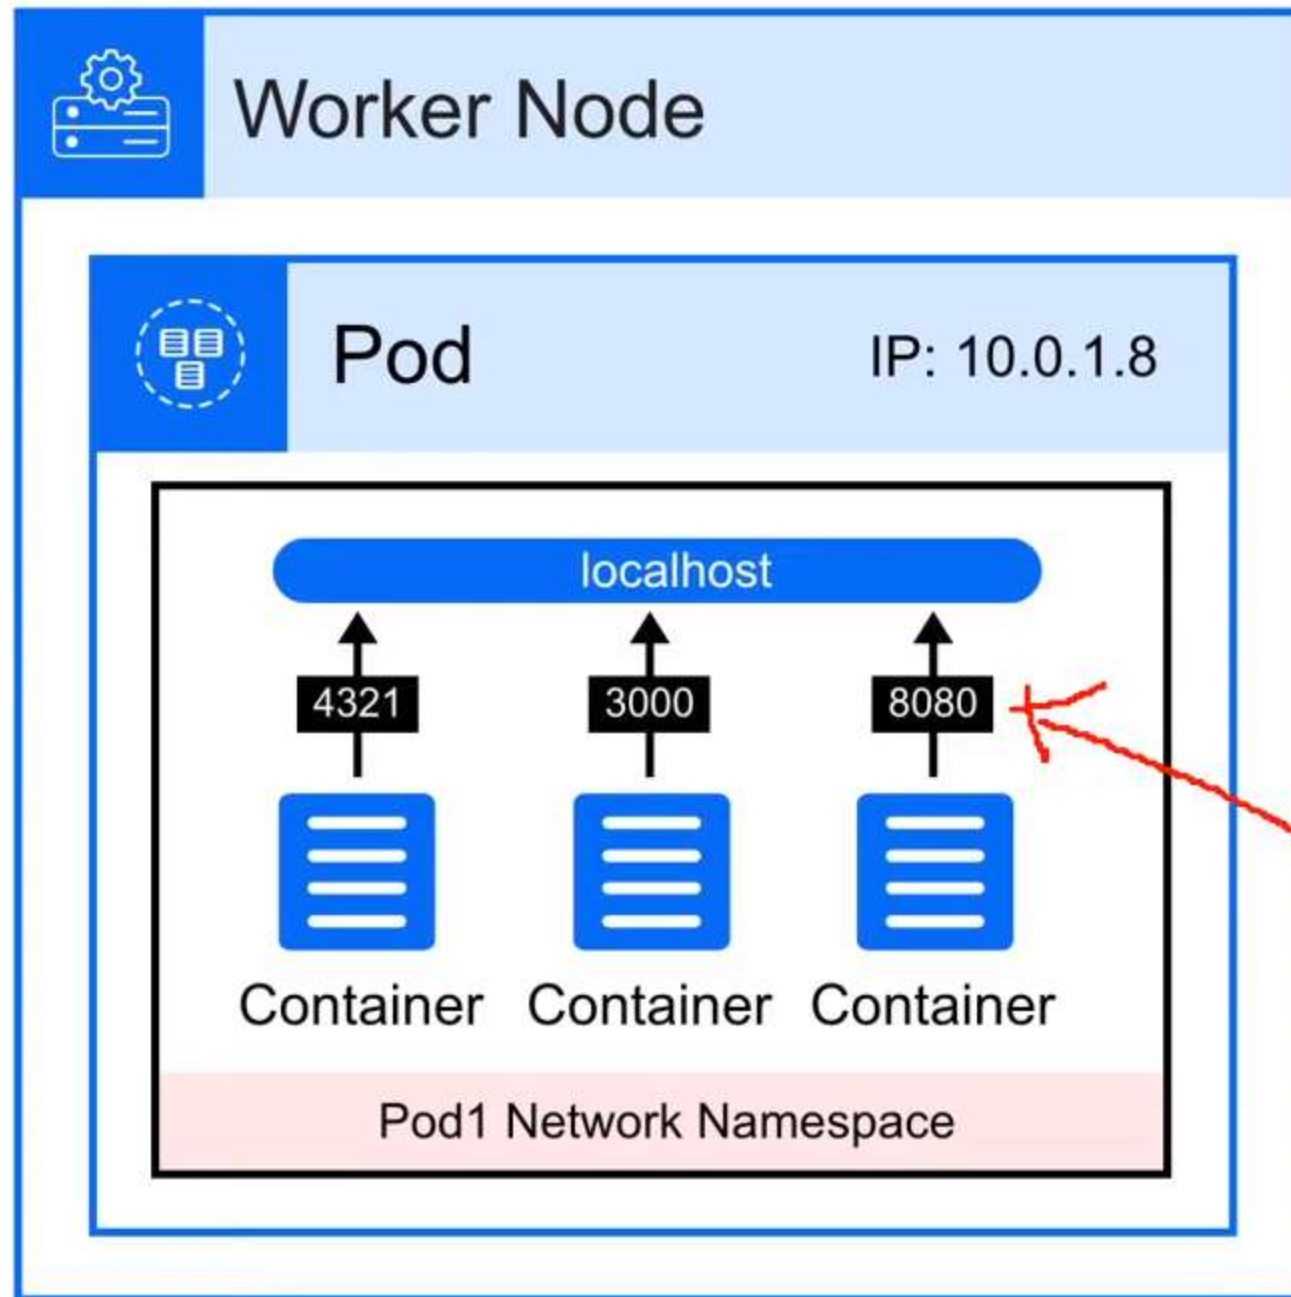 Worker Node
Pod IP: 10.0.1.8
localhost
4321 3000 8080
Container Container Container
Pod1 Network Namespace